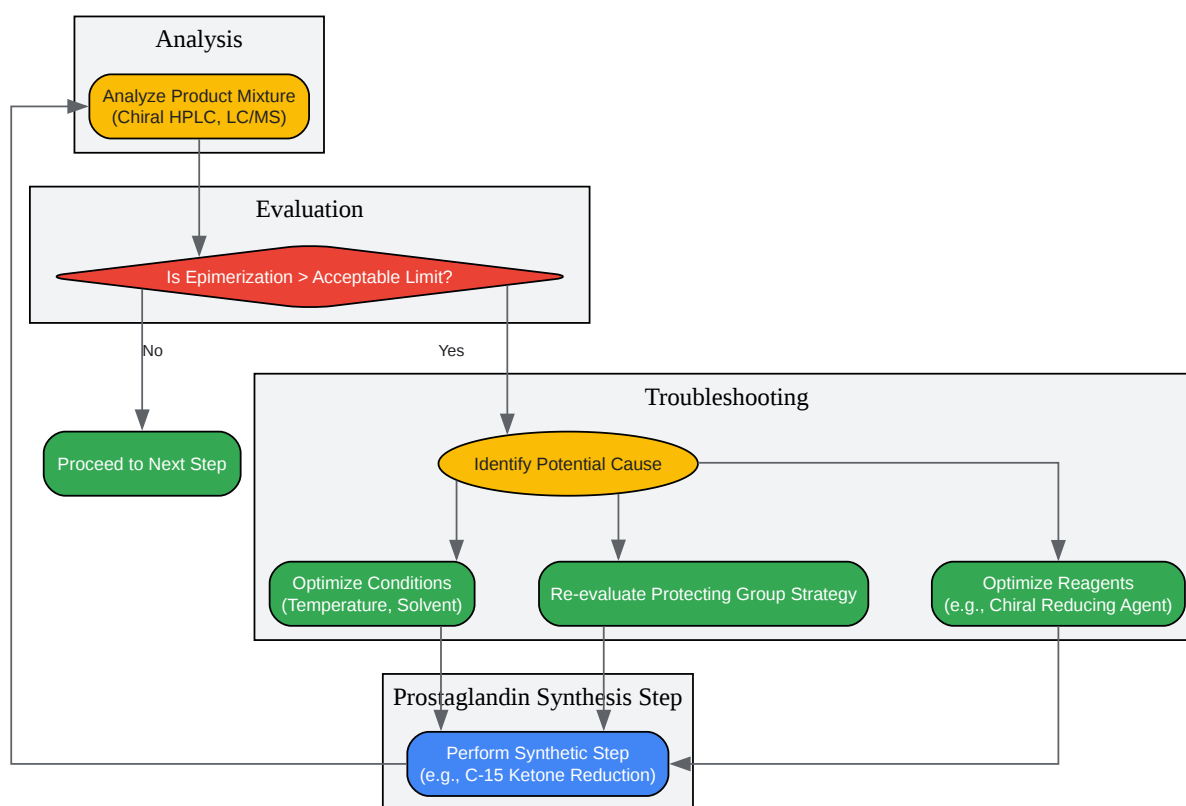 Analysis
Analyze Product Mixture
(Chiral HPLC, LC/MS)
Evaluation
Is Epimerization > Acceptable Limit?
No
Yes
Troubleshooting
Proceed to Next Step
Identify Potential Cause
Optimize Conditions
(Temperature, Solvent)
Re-evaluate Protecting Group Strategy
Optimize Reagents
(e.g., Chiral Reducing Agent)
Prostaglandin Synthesis Step
Perform Synthetic Step
(e.g., C-15 Ketone Reduction)